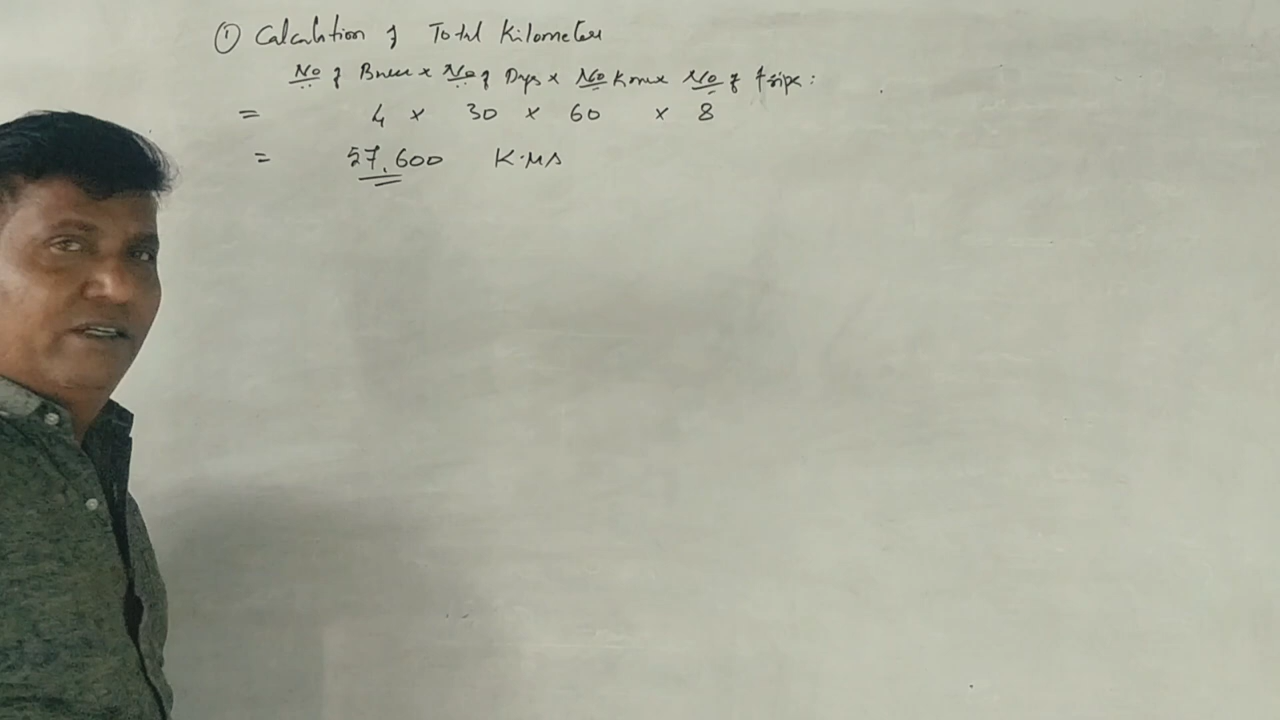 ① Calculation of Total Kilometer
No of Buses × No of Days × No Kms × No of trips :
= 4 × 30 × 60 × 8
= 57,600 K.MS